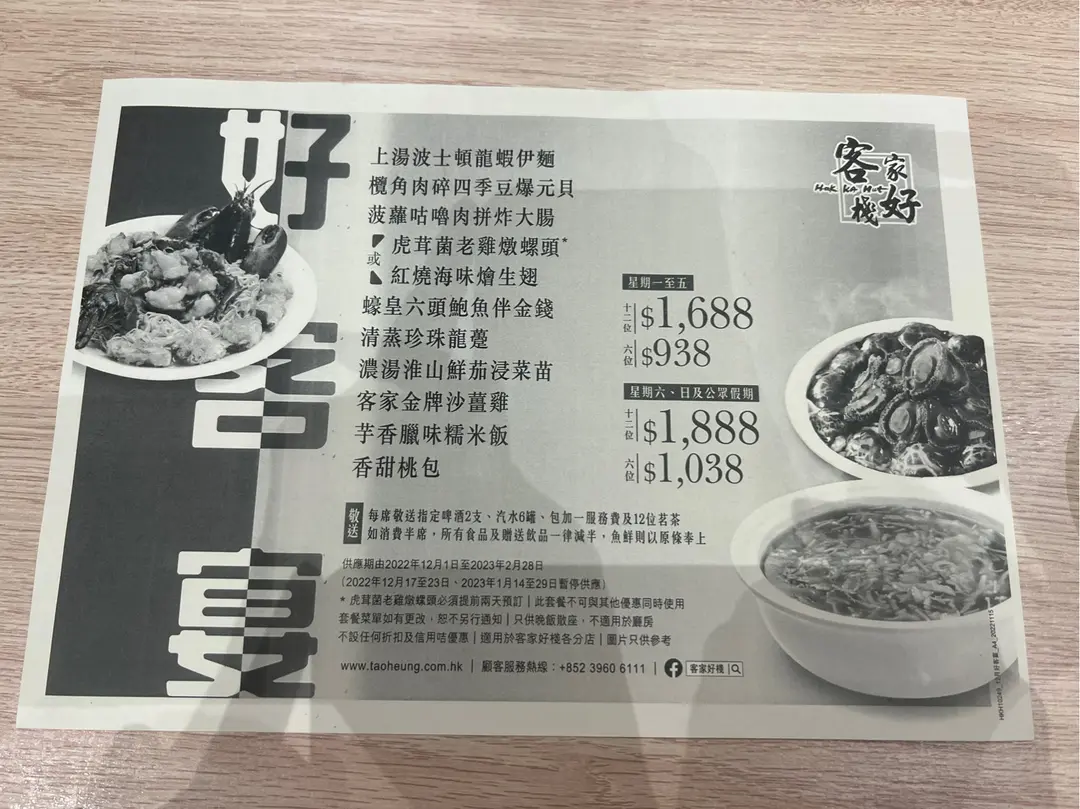 好客宴
上湯波士頓龍蝦伊麵
欖角肉碎四季豆爆元貝
菠蘿咕嚕肉拼炸大腸
或
虎茸菌老雞燉螺頭*
紅燒海味燴生翅
蠔皇六頭鮑魚伴金錢
清蒸珍珠龍躉
濃湯淮山鮮茄浸菜苗
客家金牌沙薑雞
芋香臘味糯米飯
香甜桃包
客家好棧
Hak Ka Hut
星期一至五
十二位 $1,688
六位 $938
星期六、日及公眾假期
十二位 $1,888
六位 $1,038
敬送
每席敬送指定啤酒2支、汽水6罐、包加一服務費及12位茗茶
如消費半席，所有食品及贈送飲品一律減半，魚鮮則以原條奉上
供應期由2022年12月1日至2023年2月28日
（2022年12月17至23日、2023年1月14至29日暫停供應）
* 虎茸菌老雞燉螺頭必須提前兩天預訂｜此套餐不可與其他優惠同時使用
套餐菜單如有更改，恕不另行通知｜只供晚飯散座，不適用於廳房
不設任何折扣及信用咭優惠｜適用於客家好棧各分店｜圖片只供參考
www.taoheung.com.hk｜顧客服務熱線：+852 3960 6111｜客家好棧